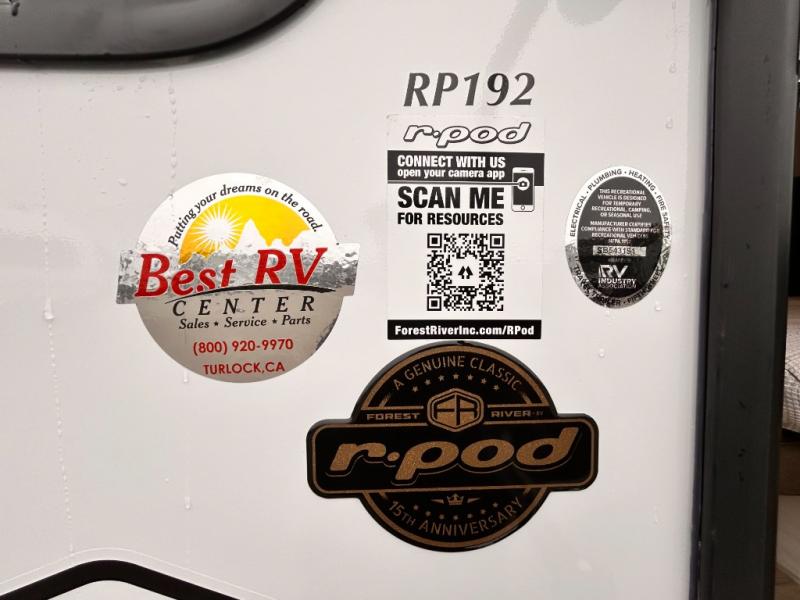 RP192
r·pod
CONNECT WITH US
open your camera app
SCAN ME
FOR RESOURCES
ForestRiverInc.com/RPod
Putting your dreams on the road.
Best RV
CENTER
Sales ★ Service ★ Parts
(800) 920-9970
TURLOCK, CA
ELECTRICAL • PLUMBING • HEATING • FIRE SAFETY
THIS RECREATIONAL
VEHICLE IS DESIGNED
FOR TEMPORARY
RECREATIONAL, CAMPING,
OR SEASONAL USE
MANUFACTURER CERTIFIES
COMPLIANCE WITH STANDARD FOR
RECREATIONAL VEHICLES
RV
INDUSTRY
ASSOCIATION
A GENUINE CLASSIC
FOREST RIVER RV
r·pod
15TH ANNIVERSARY